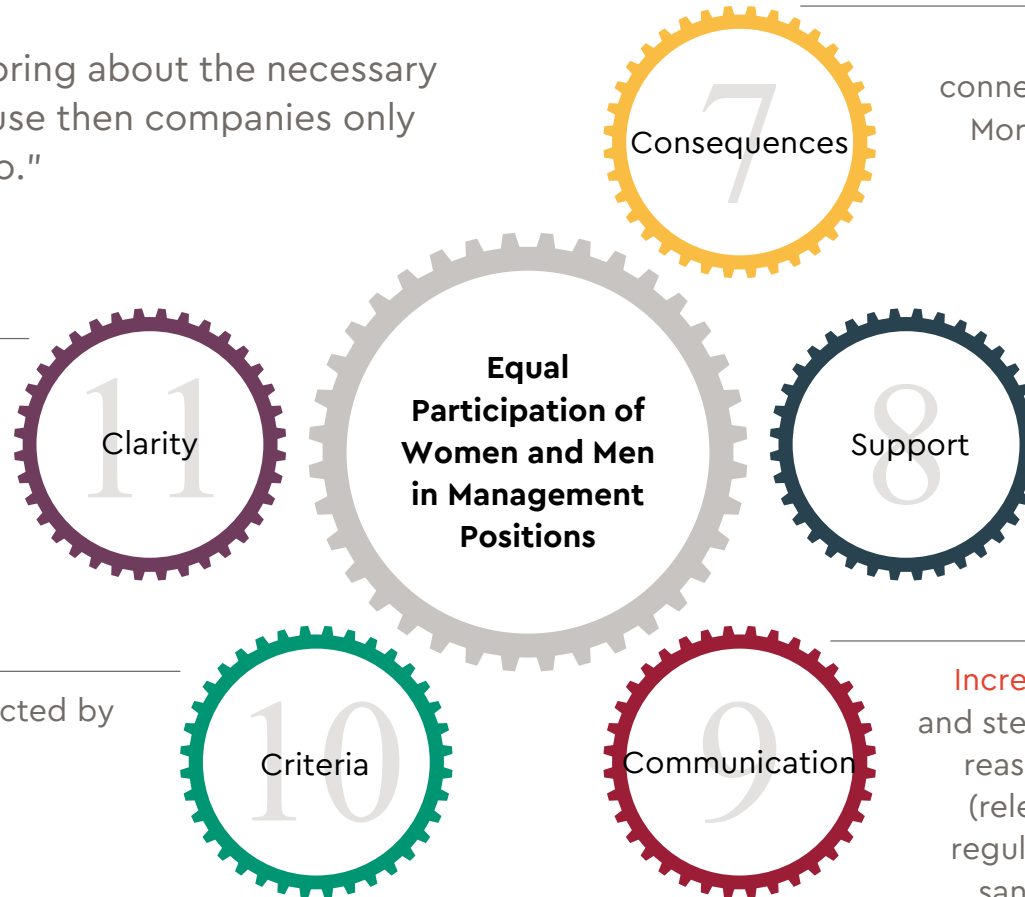 bring about the necessary
use then companies only
o."
7
Consequences
conne
Mor
Equal
Participation of
Women and Men
in Management
Positions
11
Clarity
8
Support
cted by
10
Criteria
9
Communication
Incre
and ste
reas
(rele
regul
san